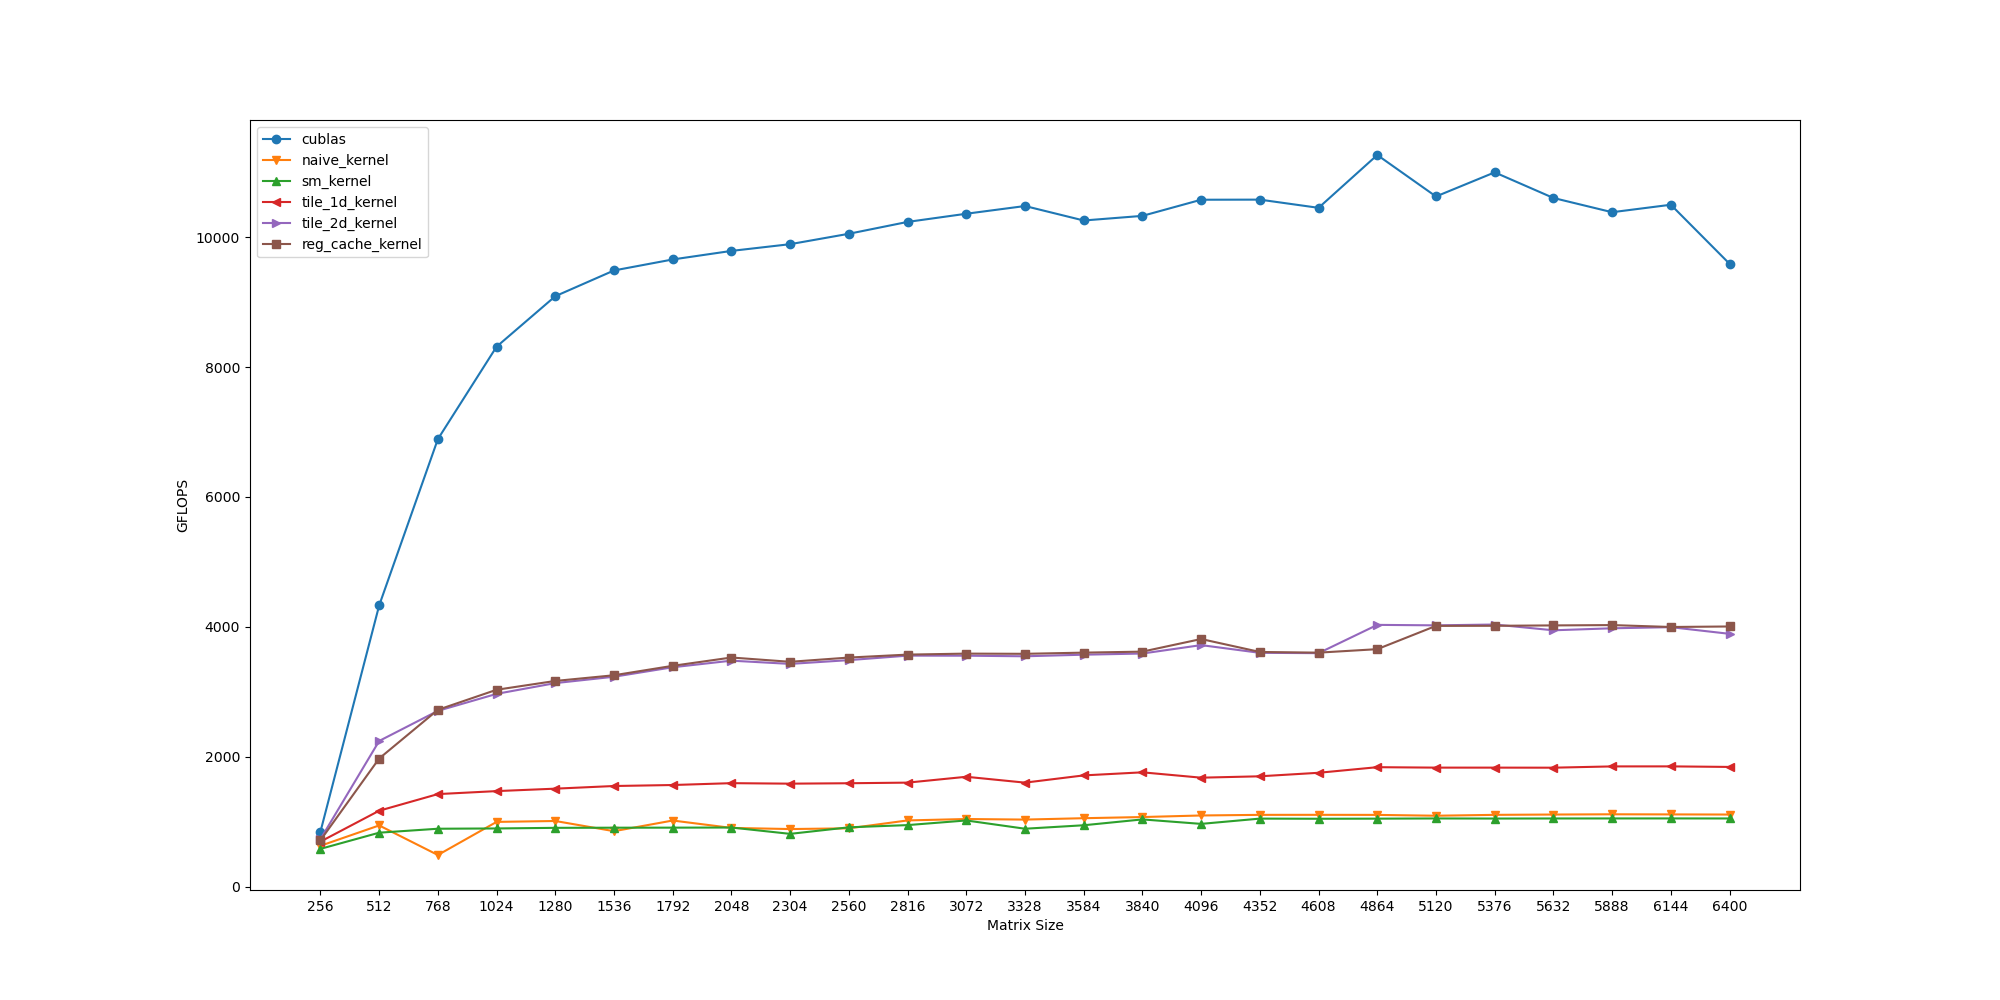 cublas
naive_kernel
sm_kernel
tile_1d_kernel
tile_2d_kernel
reg_cache_kernel
10000
8000
6000
4000
2000
0
GFLOPS
256 512 768 1024 1280 1536 1792 2048 2304 2560 2816 3072 3328 3584 3840 4096 4352 4608 4864 5120 5376 5632 5888 6144 6400
Matrix Size